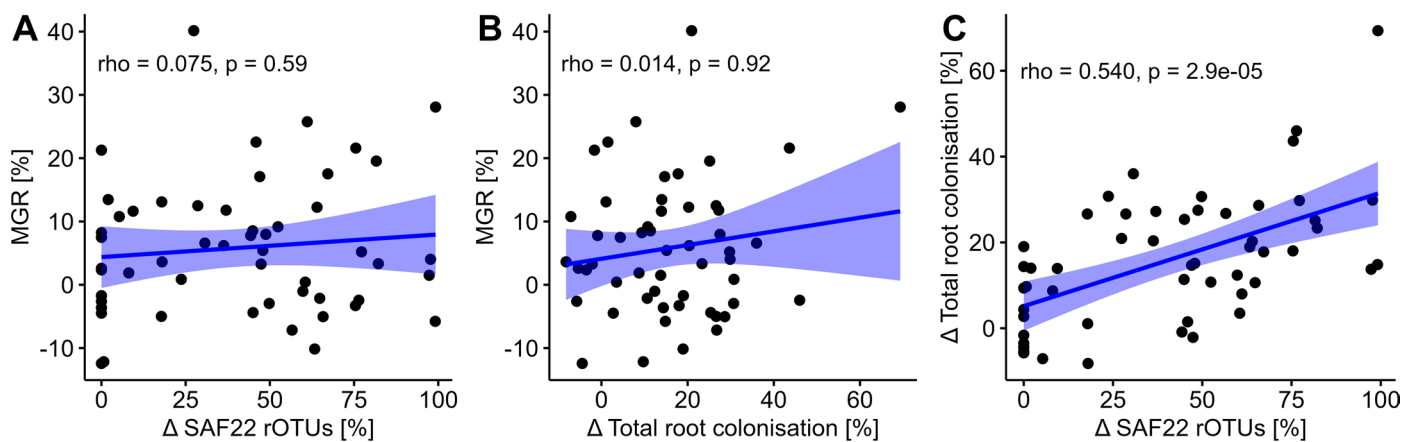 A
rho = 0.075, p = 0.59
MGR [%]
40
30
20
10
0
-10
0 25 50 75 100
Δ SAF22 rOTUs [%]
B
rho = 0.014, p = 0.92
MGR [%]
40
30
20
10
0
-10
0 20 40 60
Δ Total root colonisation [%]
C
rho = 0.540, p = 2.9e-05
Δ Total root colonisation [%]
60
40
20
0
0 25 50 75 100
Δ SAF22 rOTUs [%]